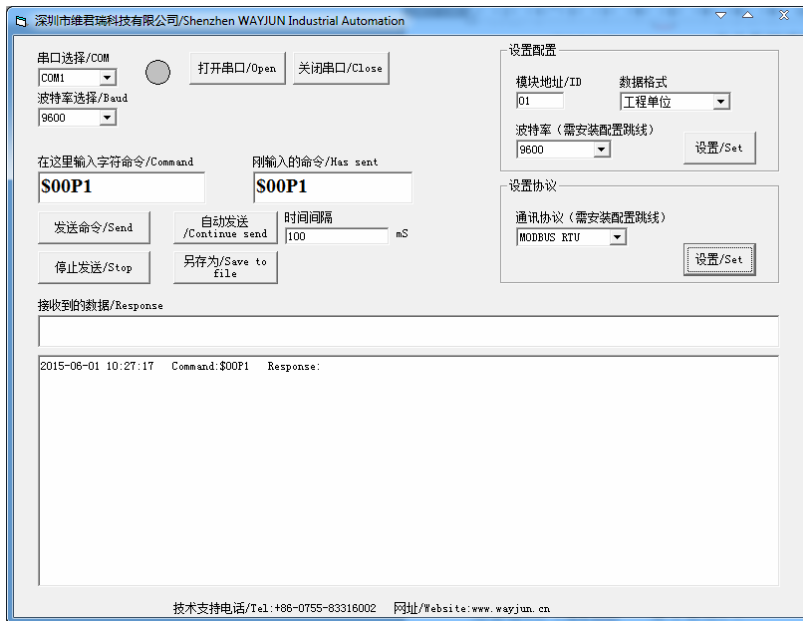 深圳市维君瑞科技有限公司/Shenzhen WAYJUN Industrial Automation
串口选择/COM
COM1
打开串口/Open
关闭串口/Close
波特率选择/Baud
9600
设置配置
模块地址/ID
数据格式
01
工程单位
波特率（需安装配置跳线）
9600
设置/Set
在这里输入字符命令/Command
刚输入的命令/Has sent
$00P1
$00P1
发送命令/Send
自动发送
/Continue send
时间间隔
100
mS
停止发送/Stop
另存为/Save to
file
设置协议
通讯协议（需安装配置跳线）
MODBUS RTU
设置/Set
接收到的数据/Response
2015-06-01 10:27:17 Command:$00P1 Response:
技术支持电话/Tel:+86-0755-83316002 网址/Website:www.wayjun.cn